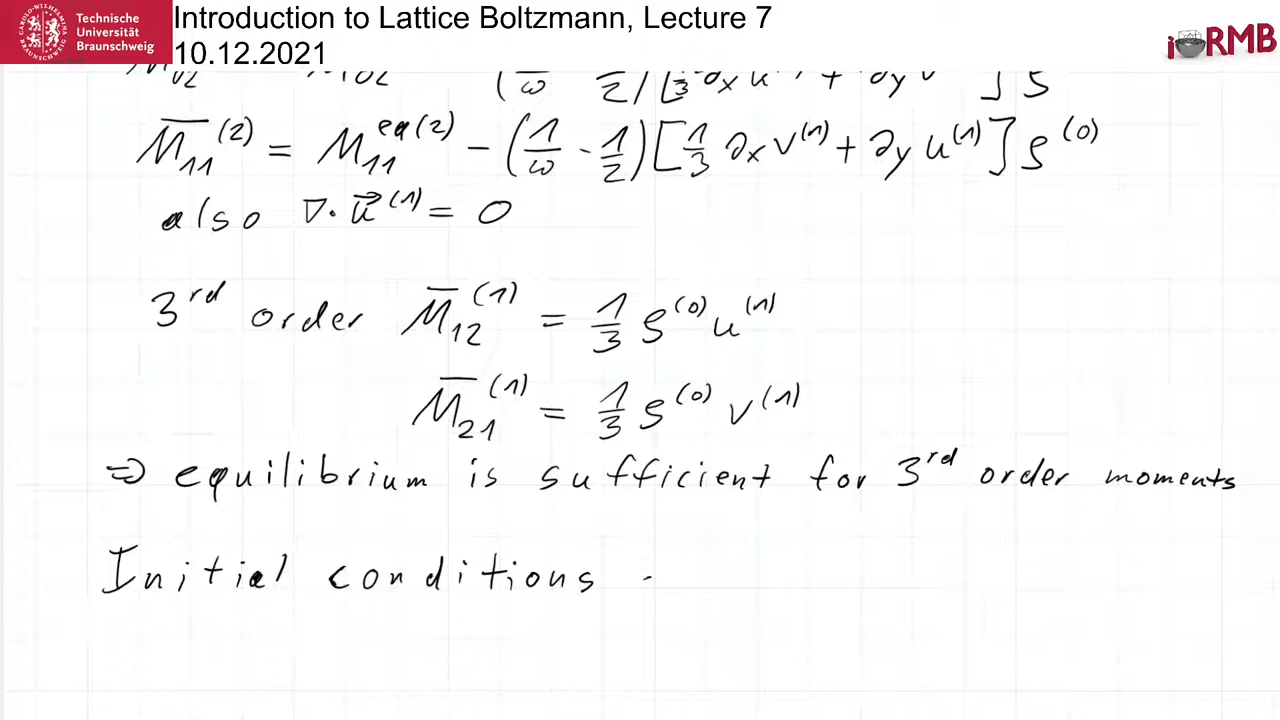 Technische
Universität
Braunschweig
Introduction to Lattice Boltzmann, Lecture 7
10.12.2021
iRMB
M̄₁₁⁽²⁾ = M₁₁^{eq(2)} - (1/ω - 1/2) [1/3 ∂x v⁽¹⁾ + ∂y u⁽¹⁾] ρ⁽⁰⁾
also ∇·u⃗⁽¹⁾ = 0
3rd order M̄₁₂⁽¹⁾ = 1/3 ρ⁽⁰⁾ u⁽¹⁾
M̄₂₁⁽¹⁾ = 1/3 ρ⁽⁰⁾ v⁽¹⁾
⇒ equilibrium is sufficient for 3rd order moments
Initial conditions -